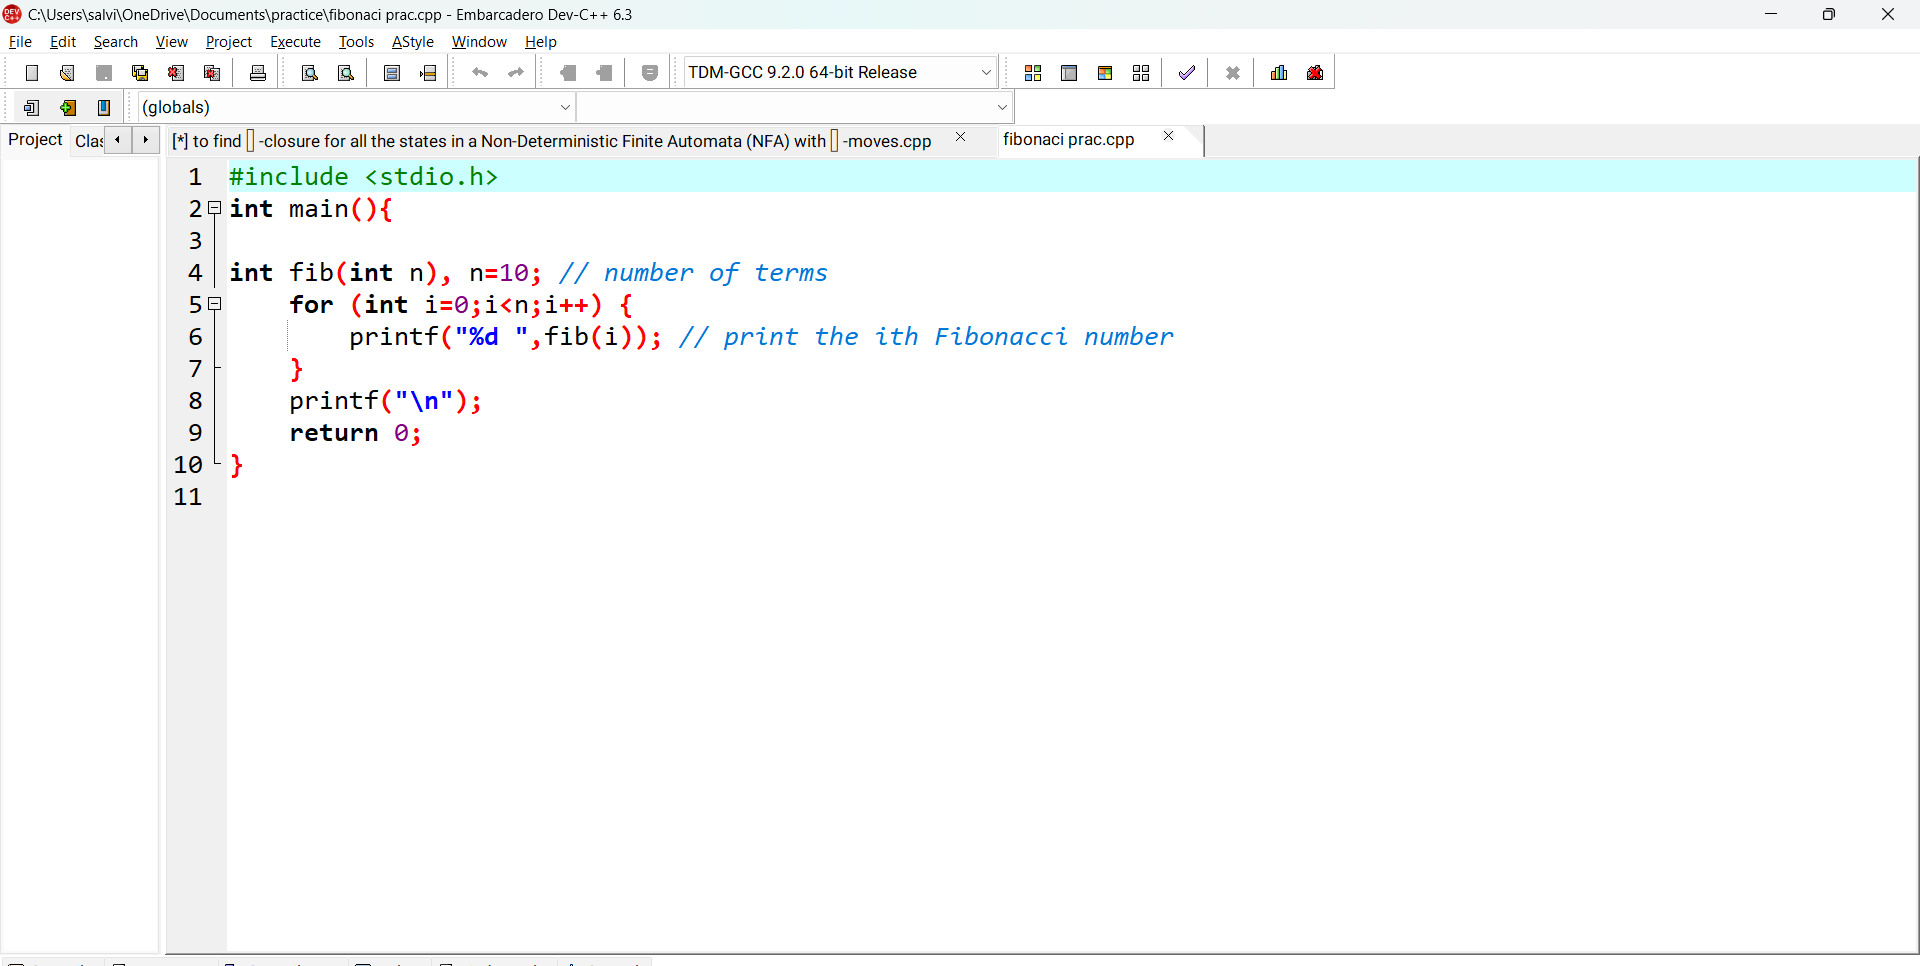 C:\Users\salvi\OneDrive\Documents\practice\fibonaci prac.cpp - Embarcadero Dev-C++ 6.3
File Edit Search View Project Execute Tools AStyle Window Help
TDM-GCC 9.2.0 64-bit Release
(globals)
Project Clas [*] to find -closure for all the states in a Non-Deterministic Finite Automata (NFA) with -moves.cpp fibonaci prac.cpp
1 #include <stdio.h>
2 int main(){
3
4 int fib(int n), n=10; // number of terms
5 for (int i=0;i<n;i++) {
6 printf("%d ",fib(i)); // print the ith Fibonacci number
7 }
8 printf("\n");
9 return 0;
10 }
11